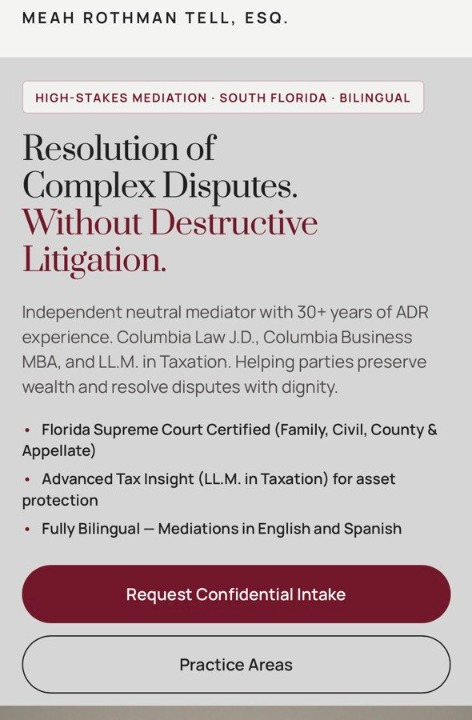 MEAH ROTHMAN TELL, ESQ.
HIGH-STAKES MEDIATION · SOUTH FLORIDA · BILINGUAL
Resolution of
Complex Disputes.
Without Destructive
Litigation.
Independent neutral mediator with 30+ years of ADR
experience. Columbia Law J.D., Columbia Business
MBA, and LL.M. in Taxation. Helping parties preserve
wealth and resolve disputes with dignity.
• Florida Supreme Court Certified (Family, Civil, County &
Appellate)
• Advanced Tax Insight (LL.M. in Taxation) for asset
protection
• Fully Bilingual — Mediations in English and Spanish
Request Confidential Intake
Practice Areas